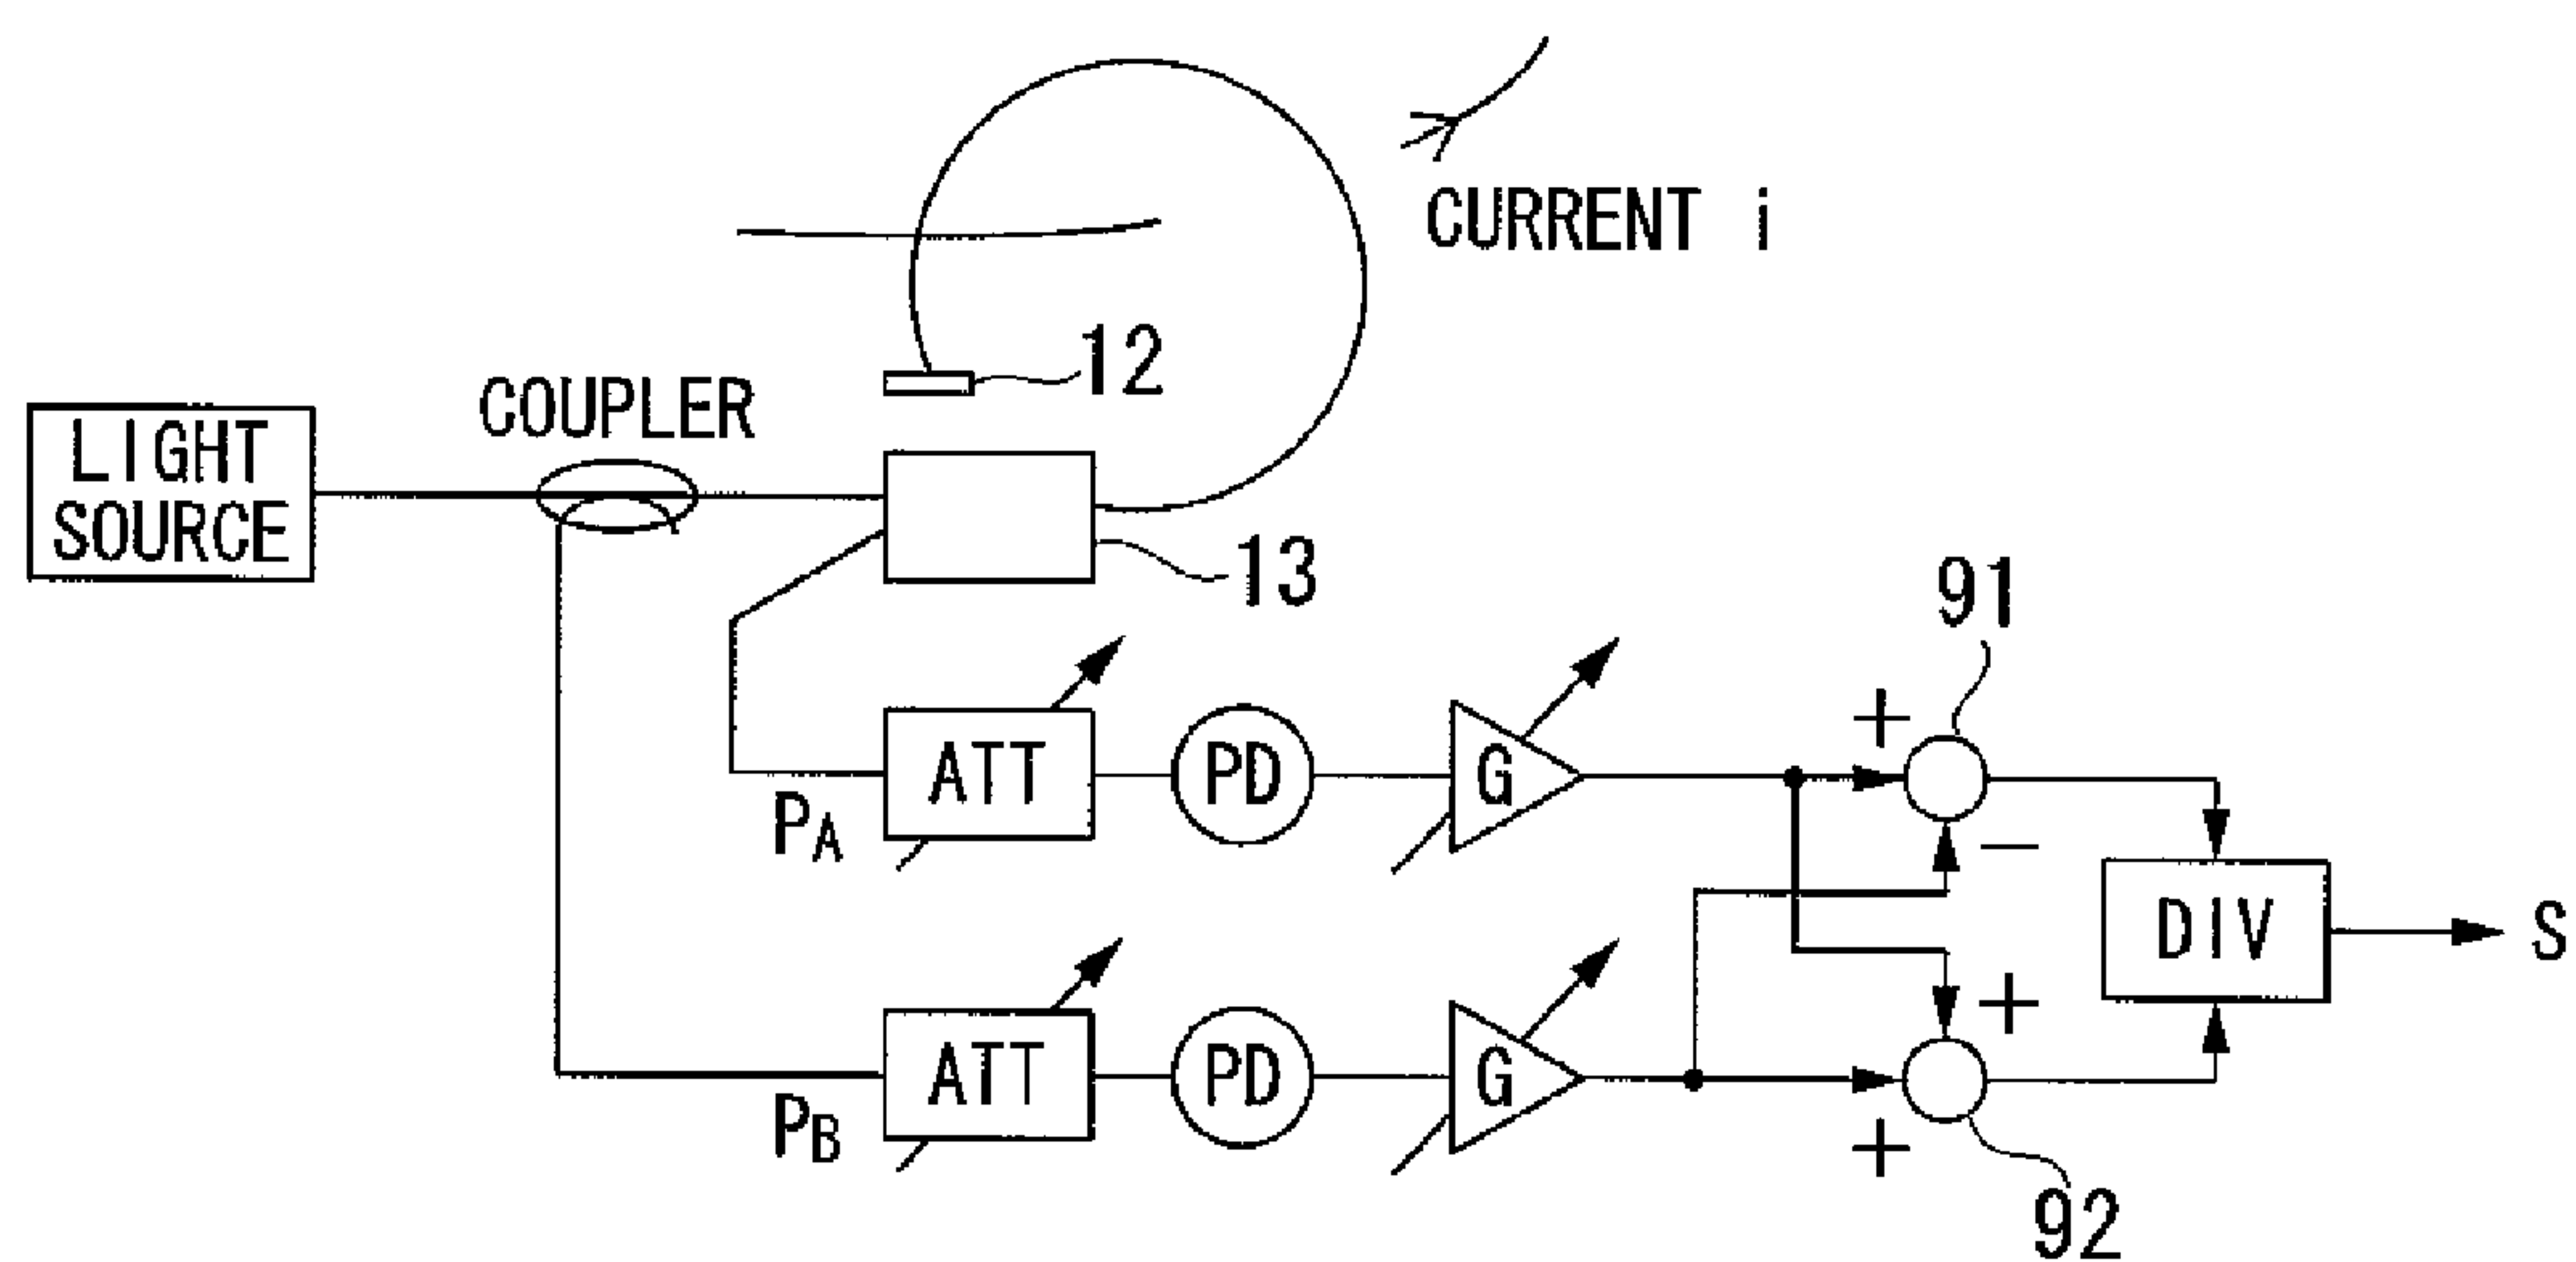 CURRENT i
12
COUPLER
LIGHT
SOURCE
13
91
+
ATT
PD
G
PA
−
DIV
S
+
ATT
PD
G
PB
+
92